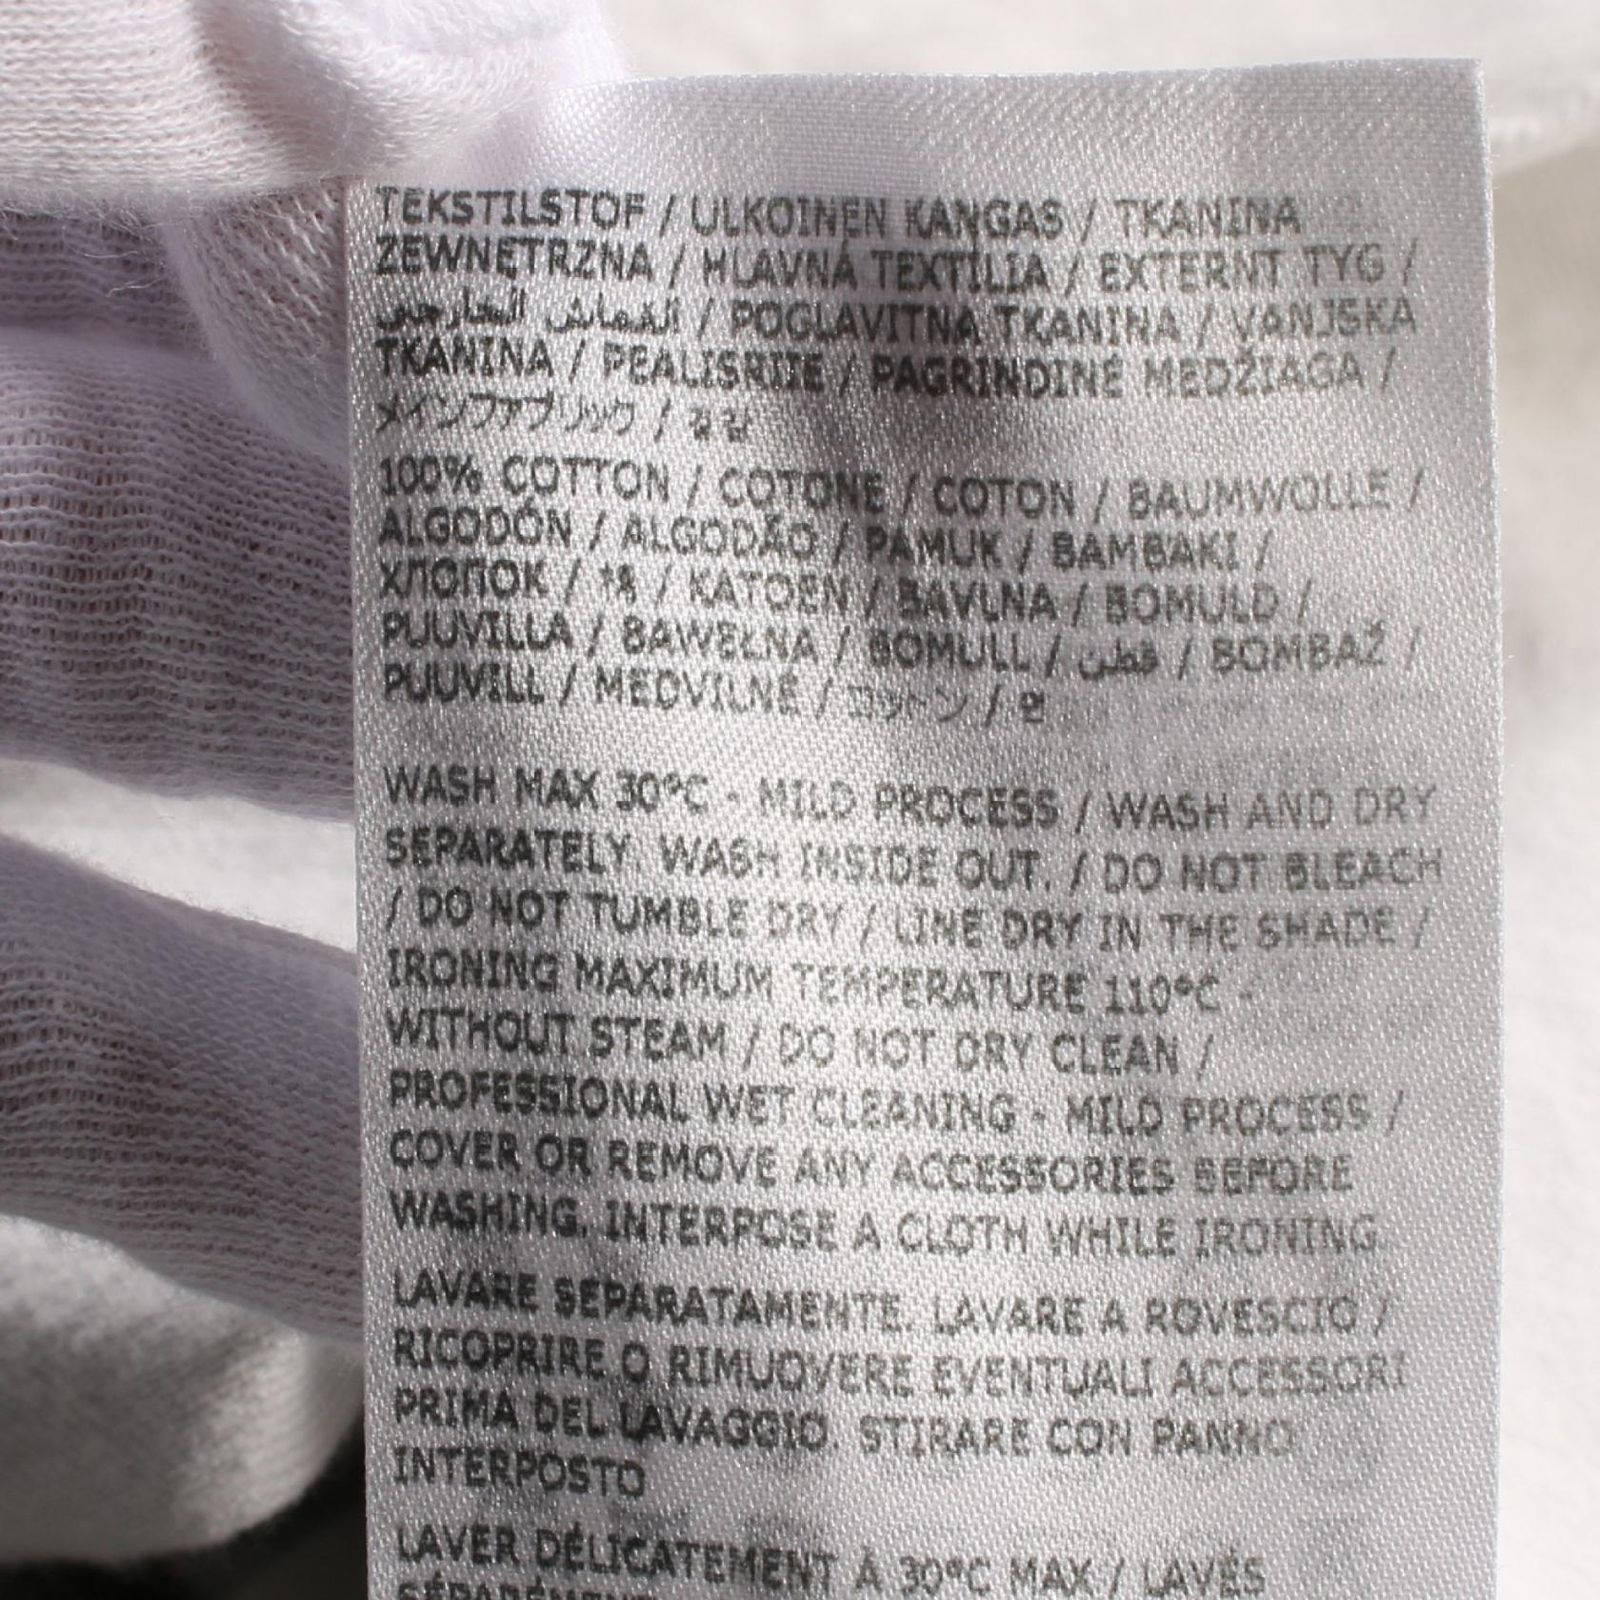 TEKSTILSTOF / ULKOINEN KANGAS / TKANINA
ZEWNĘTRZNA / HLAVNÁ TEXTÍLIA / EXTERNT TYG /
القماش الخارجي / POGLAVITNA TKANINA / VANJSKA
TKANINA / PEALISRIIE / PAGRINDINĖ MEDŽIAGA /
メインファブリック / 겉감
100% COTTON / COTONE / COTON / BAUMWOLLE /
ALGODÓN / ALGODÃO / PAMUK / BAMBAKI /
ХЛОПОК / 棉 / KATOEN / BAVLNA / BOMULD /
PUUVILLA / BAWEŁNA / BOMULL / قطن / BOMBAŽ /
PUUVILL / MEDVILNĖ / コットン / 면
WASH MAX 30°C - MILD PROCESS / WASH AND DRY
SEPARATELY. WASH INSIDE OUT. / DO NOT BLEACH
/ DO NOT TUMBLE DRY / LINE DRY IN THE SHADE /
IRONING MAXIMUM TEMPERATURE 110°C -
WITHOUT STEAM / DO NOT DRY CLEAN /
PROFESSIONAL WET CLEANING - MILD PROCESS /
COVER OR REMOVE ANY ACCESSORIES BEFORE
WASHING. INTERPOSE A CLOTH WHILE IRONING.
LAVARE SEPARATAMENTE. LAVARE A ROVESCIO /
RICOPRIRE O RIMUOVERE EVENTUALI ACCESSORI
PRIMA DEL LAVAGGIO. STIRARE CON PANNO
INTERPOSTO
LAVER DÉLICATEMENT À 30°C MAX / LAVÉS
SÉPARÉMENT